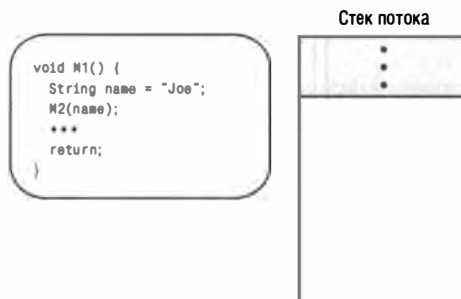 Стек потока
void M1() {
String name = "Joe";
M2(name);
•••
return;
}